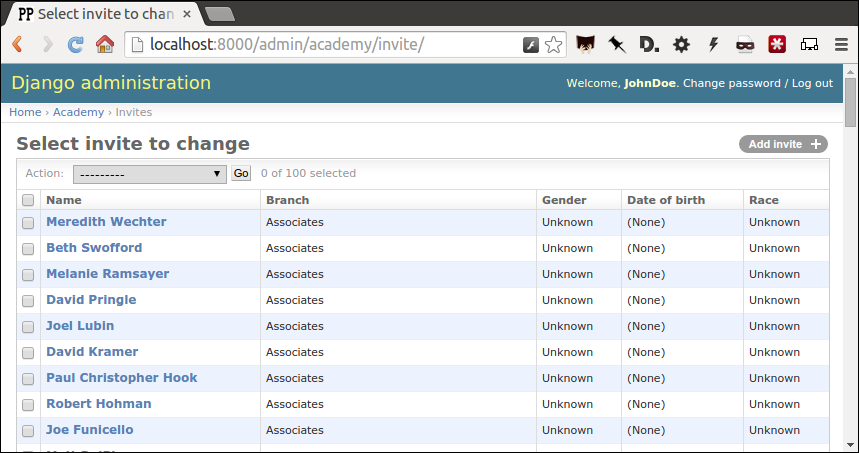 PP Select invite to chan
localhost:8000/admin/academy/invite/
D.
Django administration
Welcome, JohnDoe. Change password / Log out
Home › Academy › Invites
Select invite to change
Add invite +
Action: --------- Go 0 of 100 selected
Name Branch Gender Date of birth Race
Meredith Wechter Associates Unknown (None) Unknown
Beth Swofford Associates Unknown (None) Unknown
Melanie Ramsayer Associates Unknown (None) Unknown
David Pringle Associates Unknown (None) Unknown
Joel Lubin Associates Unknown (None) Unknown
David Kramer Associates Unknown (None) Unknown
Paul Christopher Hook Associates Unknown (None) Unknown
Robert Hohman Associates Unknown (None) Unknown
Joe Funicello Associates Unknown (None) Unknown